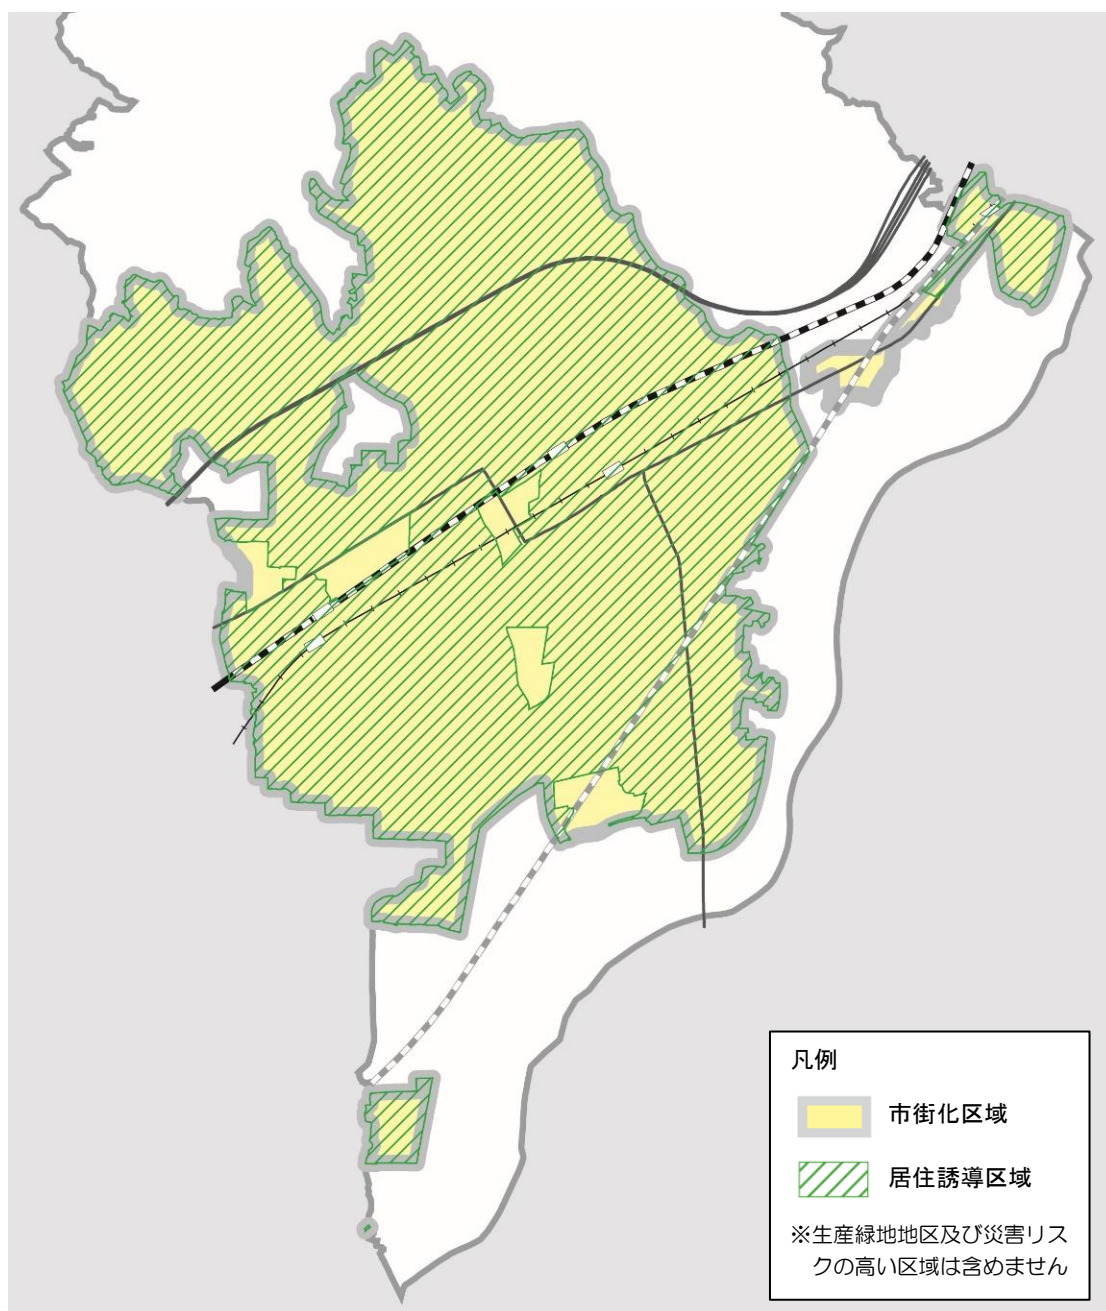 凡例
市街化区域
居住誘導区域
※生産緑地地区及び災害リス
クの高い区域は含めません